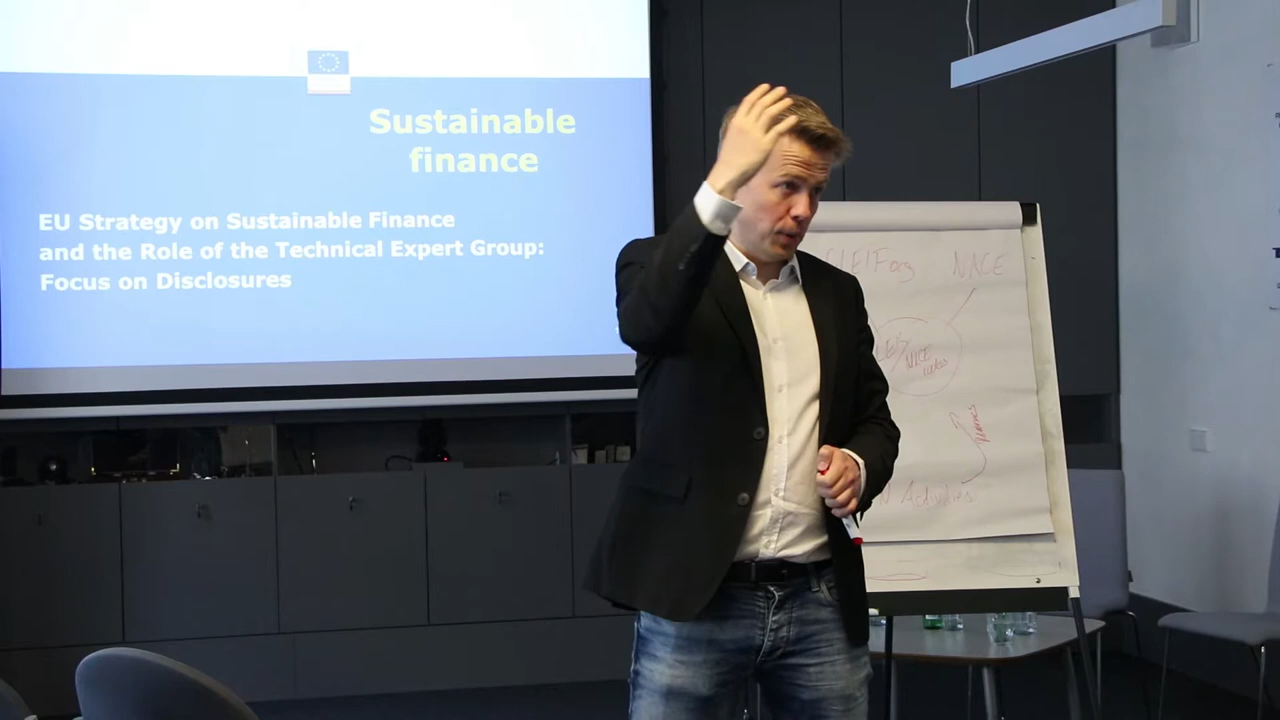 Sustainable
finance
EU Strategy on Sustainable Finance
and the Role of the Technical Expert Group:
Focus on Disclosures
NACE
Activities